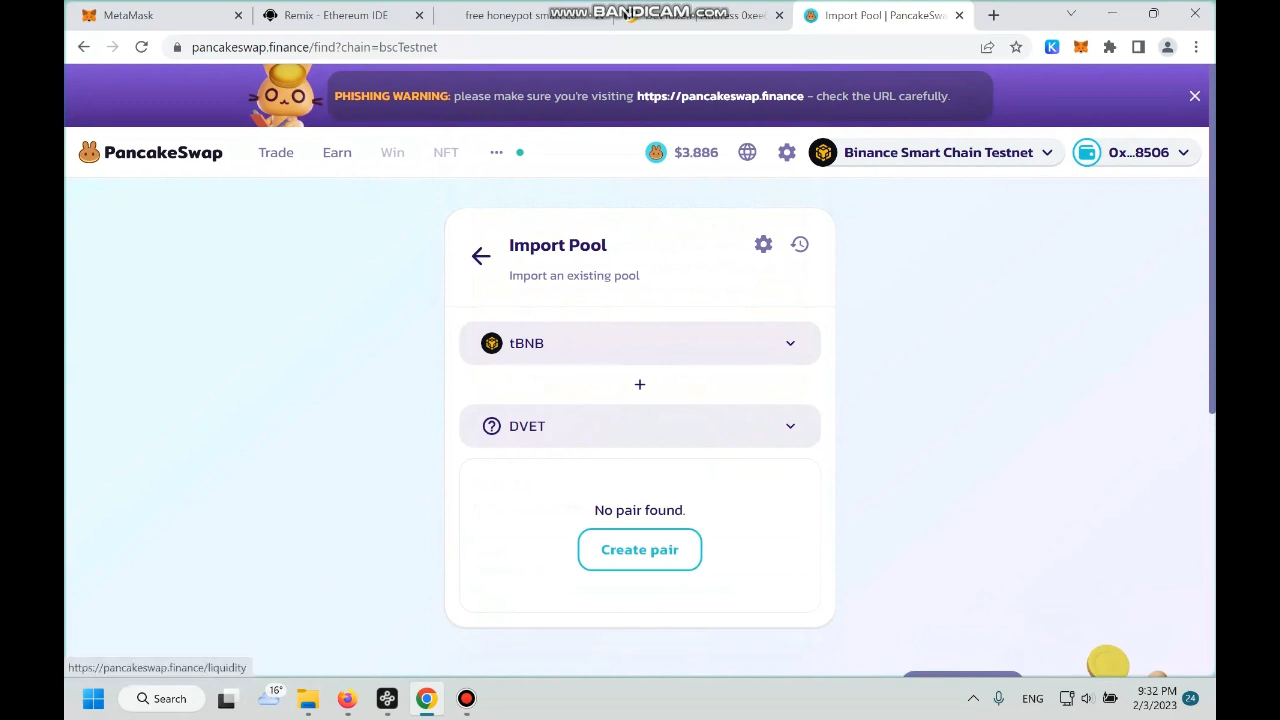 MetaMask
Remix - Ethereum IDE
free honeypot sm
www.BANDICAM.com
Import Pool | PancakeSwa
pancakeswap.finance/find?chain=bscTestnet
PHISHING WARNING: please make sure you're visiting https://pancakeswap.finance - check the URL carefully.
PancakeSwap
Trade
Earn
Win
NFT
$3.886
Binance Smart Chain Testnet
0x...8506
Import Pool
Import an existing pool
tBNB
+
DVET
No pair found.
Create pair
https://pancakeswap.finance/liquidity
Search
16°
ENG
9:32 PM
2/3/2023
24